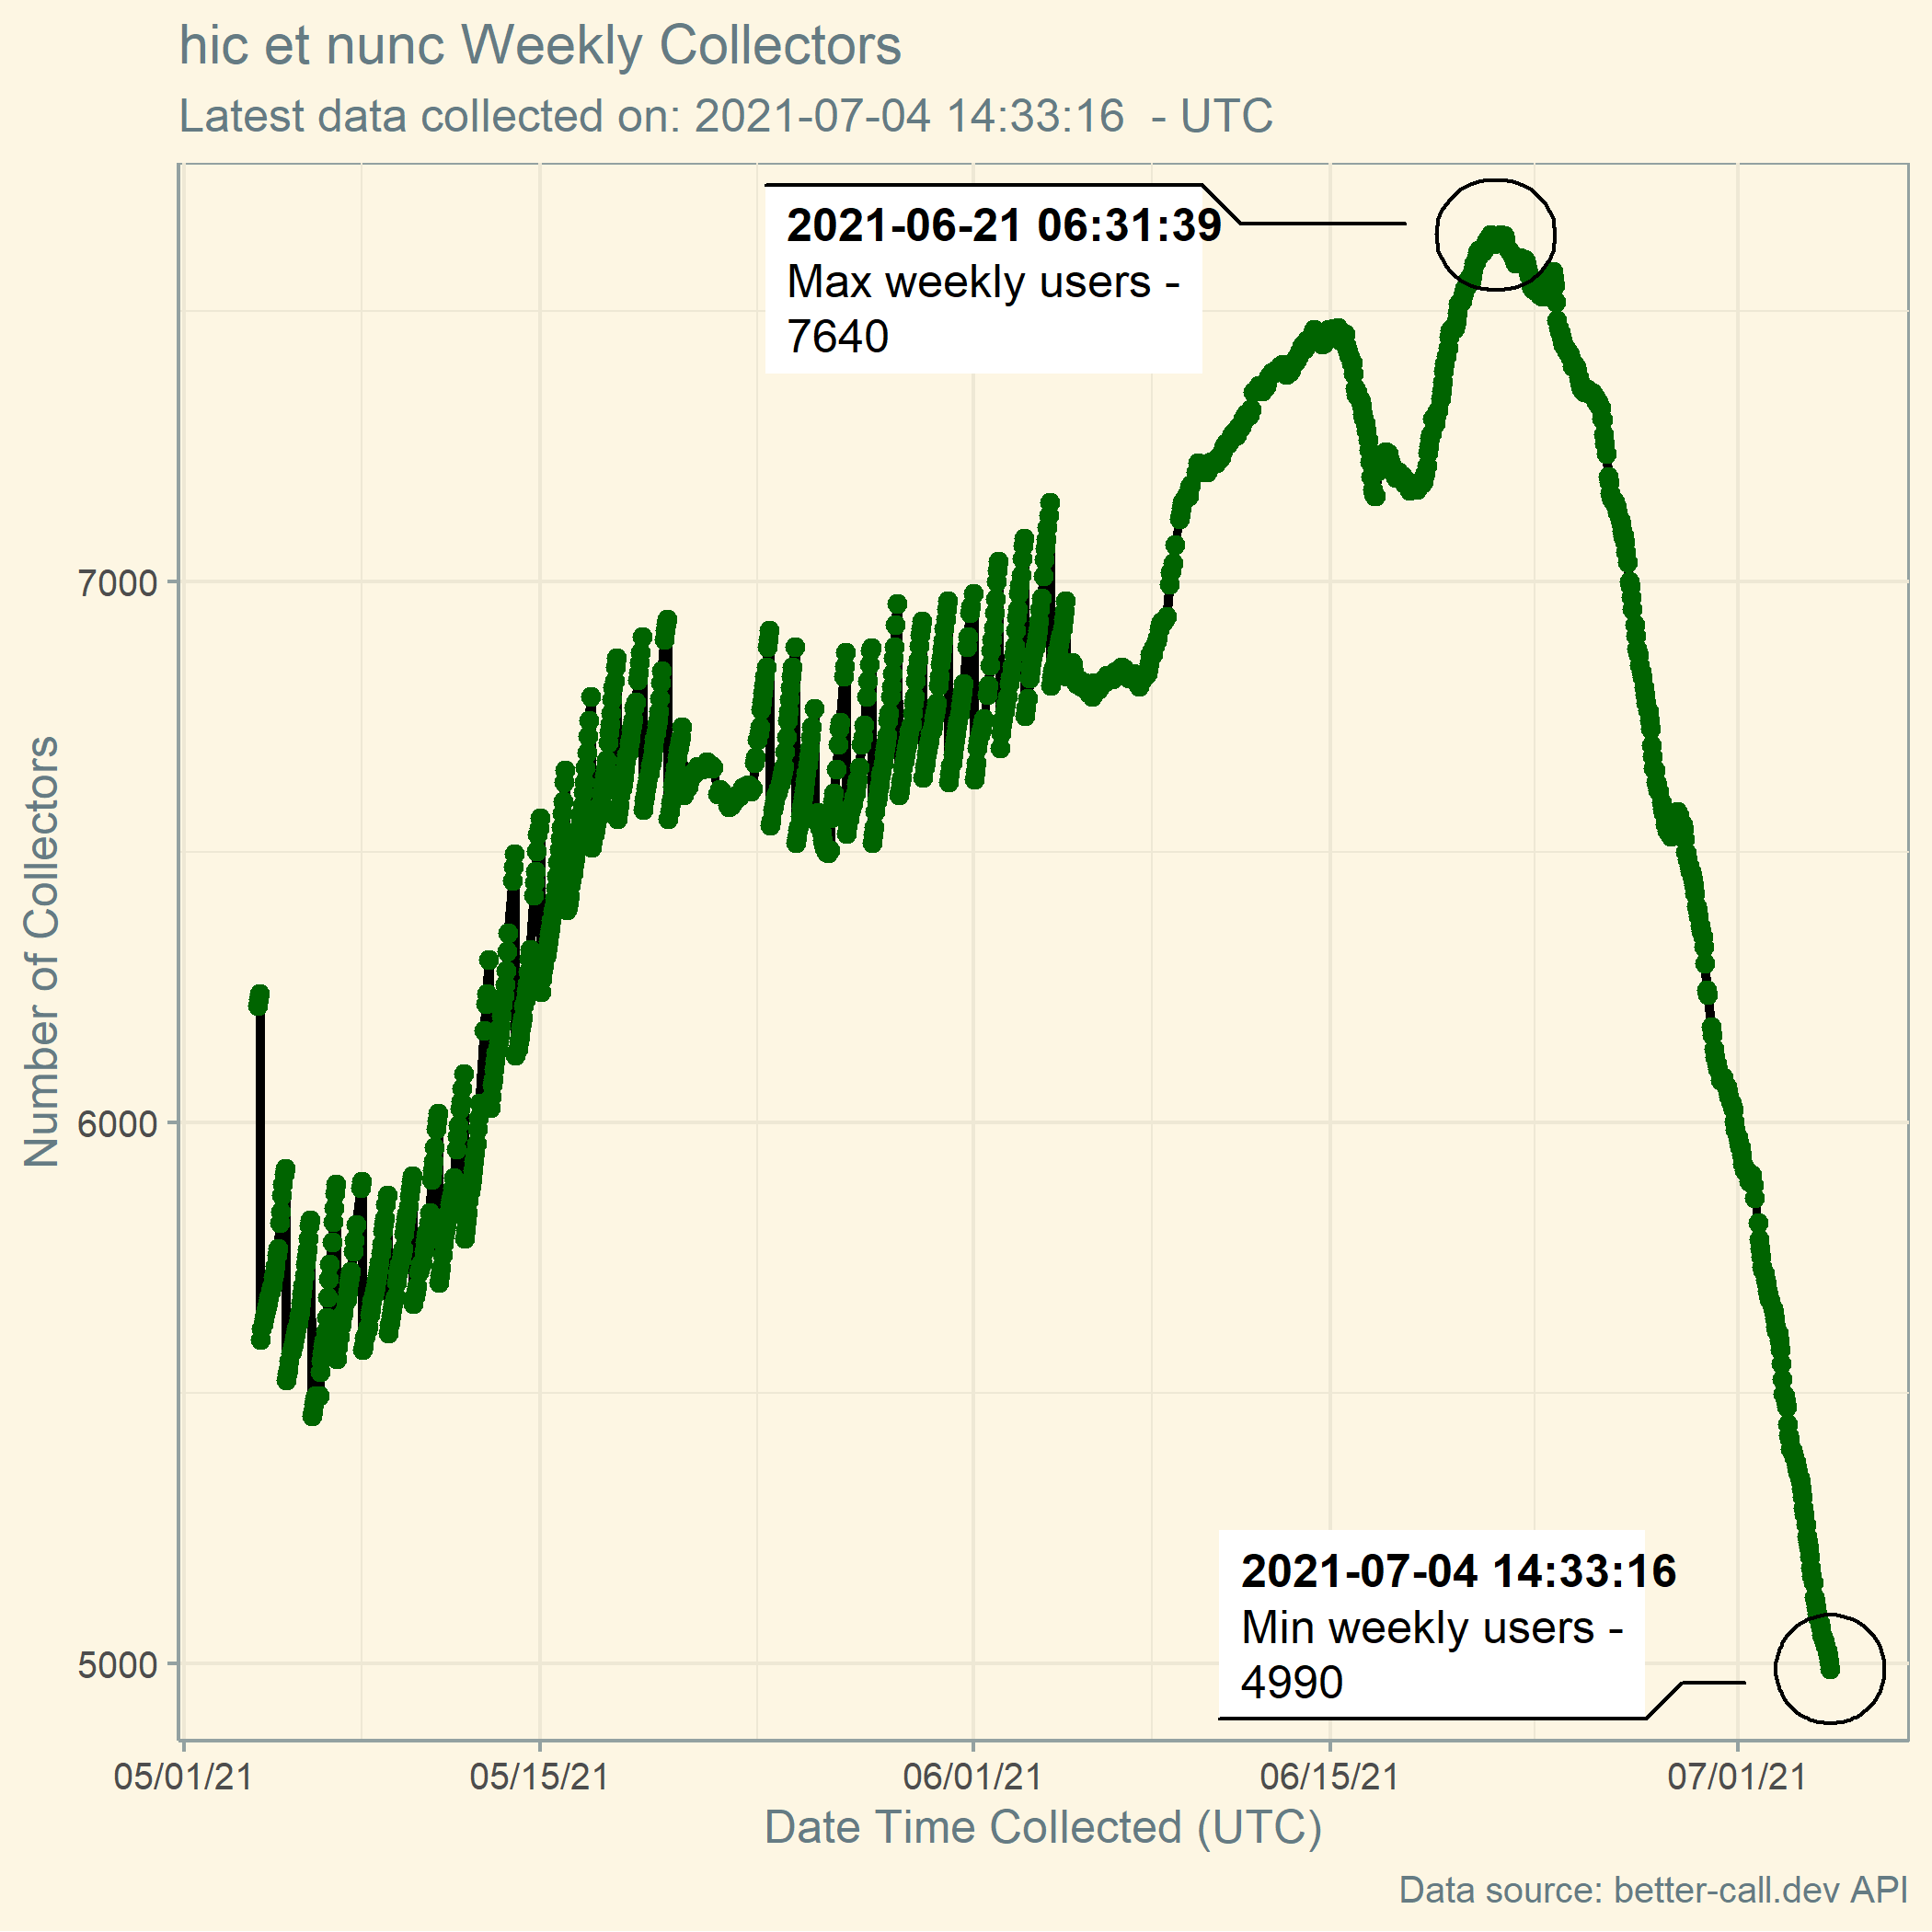 hic et nunc Weekly Collectors
Latest data collected on: 2021-07-04 14:33:16  - UTC
2021-06-21 06:31:39
Max weekly users -
7640
Number of Collectors
7000
6000
5000
2021-07-04 14:33:16
Min weekly users -
4990
05/01/21
05/15/21
06/01/21
06/15/21
07/01/21
Date Time Collected (UTC)
Data source: better-call.dev API